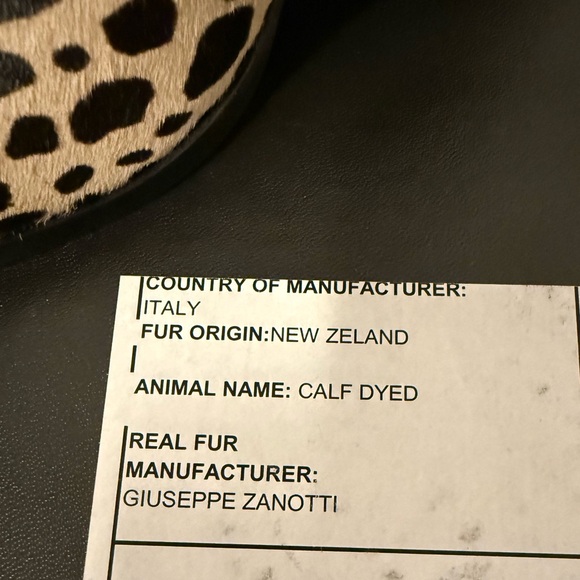 COUNTRY OF MANUFACTURER:
ITALY
FUR ORIGIN:NEW ZELAND
ANIMAL NAME: CALF DYED
REAL FUR
MANUFACTURER:
GIUSEPPE ZANOTTI